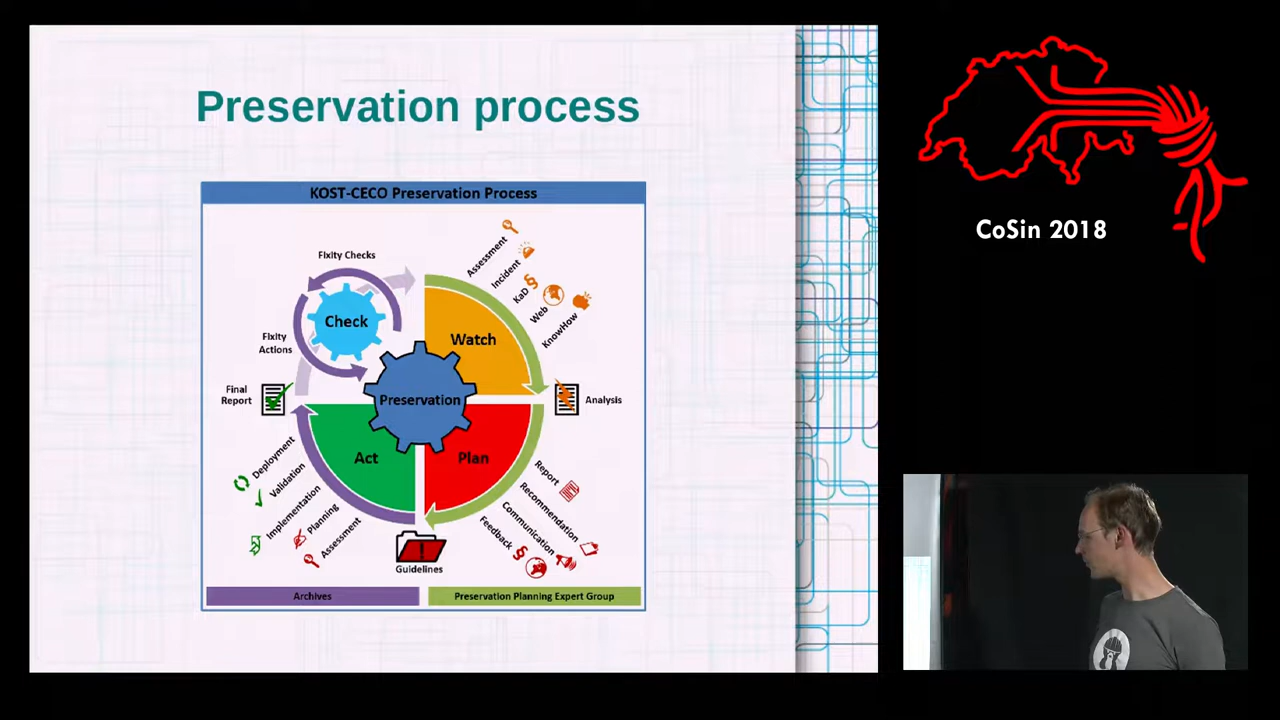 Preservation process
KOST-CECO Preservation Process
Fixity Checks
Check
Fixity
Actions
Final
Report
Assessment
Incident
KaD
Web
KnowHow
Watch
Analysis
Preservation
Act
Plan
Deployment
Validation
Implementation
Planning
Assessment
Report
Recommendation
Communication
Feedback
Guidelines
Archives
Preservation Planning Expert Group
CoSin 2018